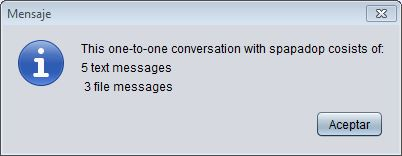 Mensaje
This one-to-one conversation with spapadop cosists of:
5 text messages
3 file messages
Aceptar